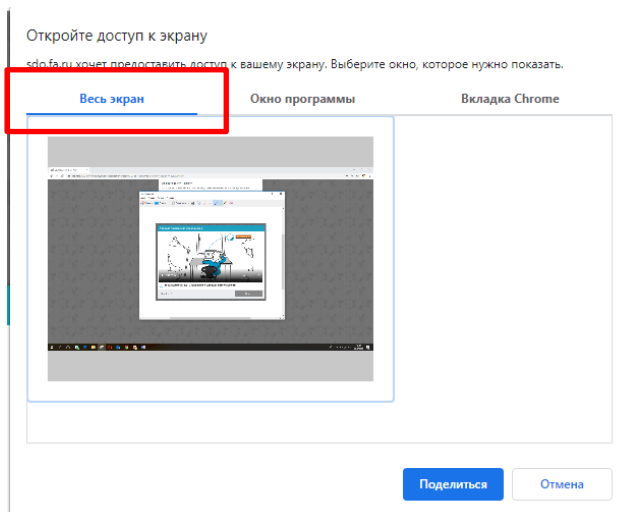 Откройте доступ к экрану
sdo.fa.ru хочет предоставить доступ к вашему экрану. Выберите окно, которое нужно показать.
Весь экран
Окно программы
Вкладка Chrome
Поделиться
Отмена